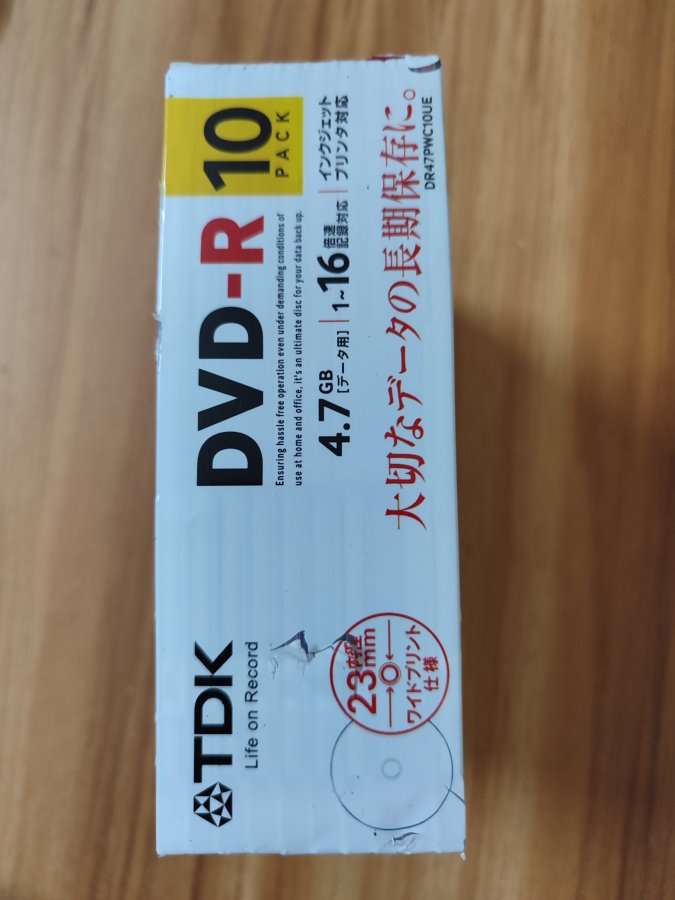 TDK
Life on Record
DVD-R
10
PACK
Ensuring hassle free operation even under demanding conditions of
use at home and office, it's an ultimate disc for your data back up.
4.7GB
[データ用]
1~16倍速
記録対応
インクジェット
プリンタ対応
大切なデータの長期保存に。
DR47PWC10UE
内径
23mm
ワイドプリント
仕様